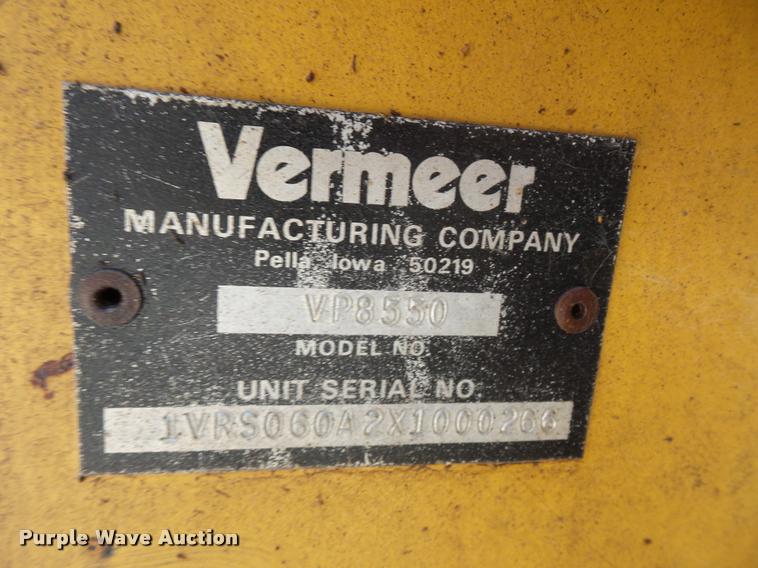 Vermeer
MANUFACTURING COMPANY
Pella Iowa 50219
VP8550
MODEL NO.
UNIT SERIAL NO.
1VRS060A2X1000266
Purple Wave Auction